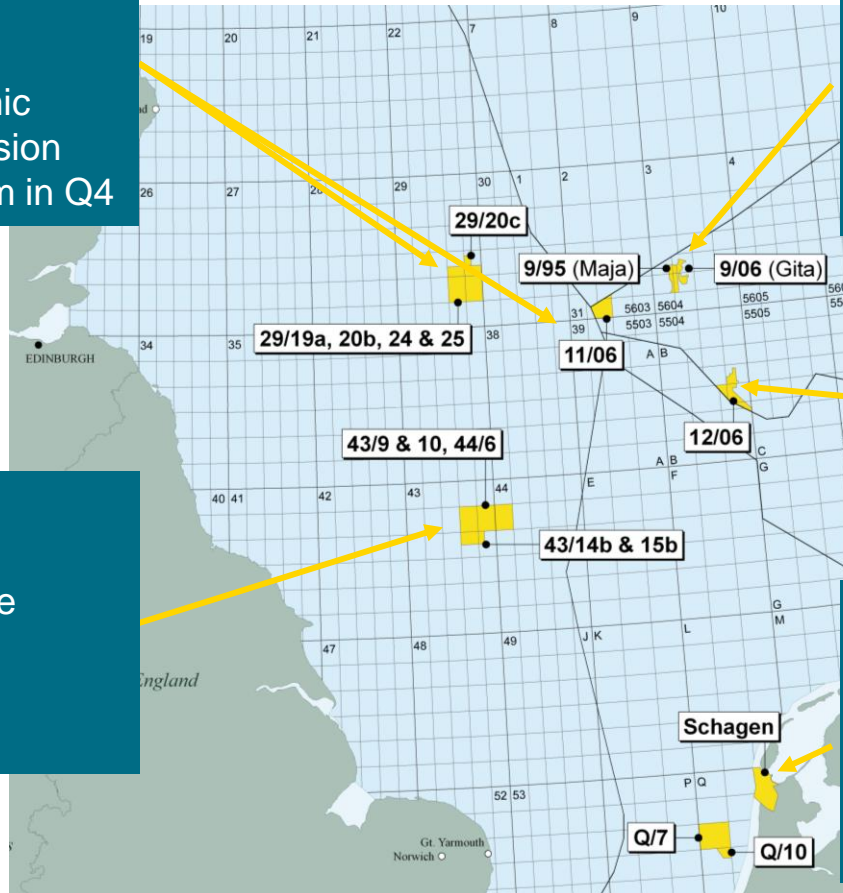 19 20 21 22 7 8 9 10
nic
sion
m in Q4
26 27 28 29 30 1 2 3 4
29/20c
9/95 (Maja)
9/06 (Gita)
29/19a, 20b, 24 & 25
31 5603 5604 5605
39 5503 5504 5505
EDINBURGH
34 35 38
11/06
A B
12/06
43/9 & 10, 44/6
A B C
E F G
40 41 42 43 44
43/14b & 15b
e
47 48 49 J K L G
M
England
Schagen
52 53 P Q
Q/7
Q/10
Gt. Yarmouth
Norwich